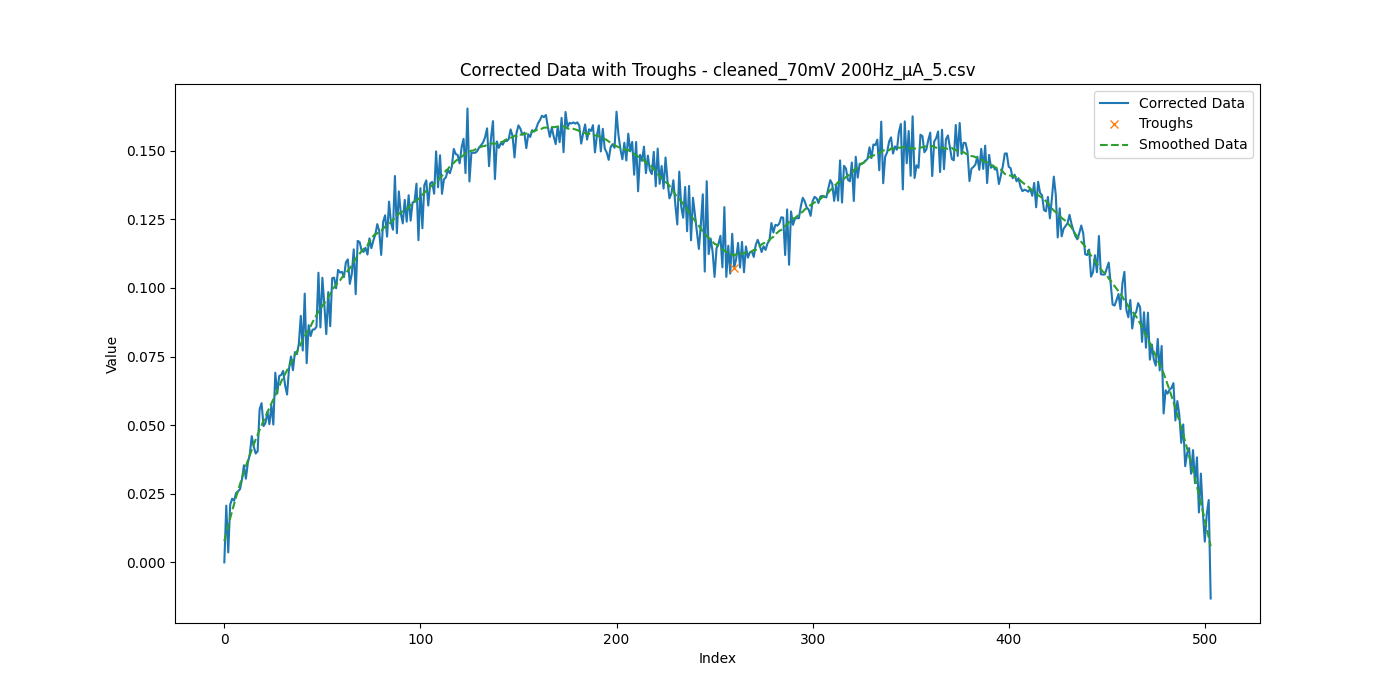 Corrected Data with Troughs - cleaned_70mV 200Hz_μA_5.csv
Corrected Data
Troughs
Smoothed Data
Value
0.150
0.125
0.100
0.075
0.050
0.025
0.000
0 100 200 300 400 500
Index